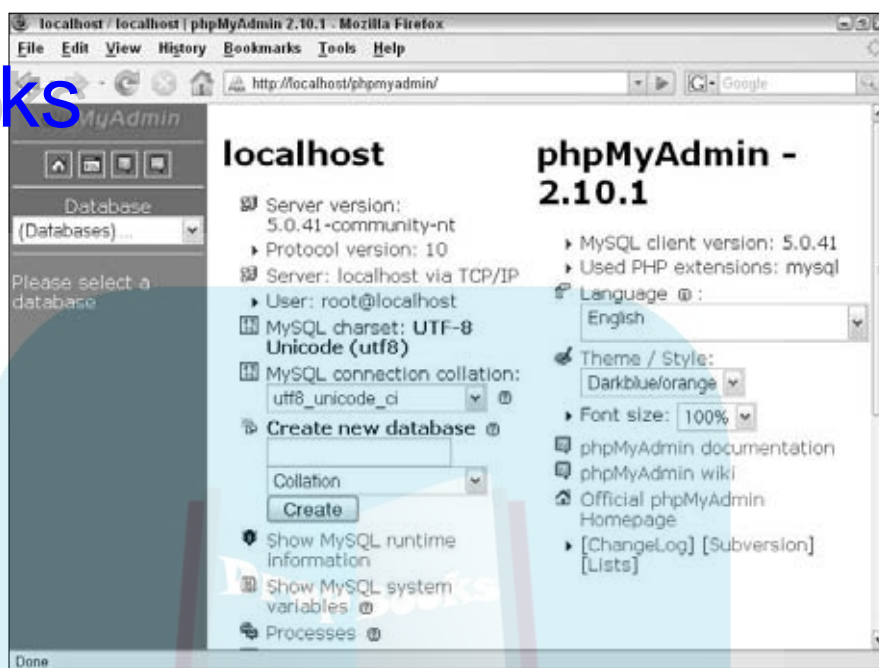 localhost / localhost | phpMyAdmin 2.10.1 - Mozilla Firefox
File Edit View History Bookmarks Tools Help
http://localhost/phpmyadmin/
Google
ks
MyAdmin
Database
(Databases) ...
Please select a
database
localhost
Server version:
5.0.41-community-nt
Protocol version: 10
Server: localhost via TCP/IP
User: root@localhost
MySQL charset: UTF-8
Unicode (utf8)
MySQL connection collation:
utf8_unicode_ci
Create new database
Collation
Create
Show MySQL runtime
information
Show MySQL system
variables
Processes
phpMyAdmin -
2.10.1
MySQL client version: 5.0.41
Used PHP extensions: mysql
Language :
English
Theme / Style:
Darkblue/orange
Font size: 100%
phpMyAdmin documentation
phpMyAdmin wiki
Official phpMyAdmin
Homepage
[ChangeLog] [Subversion]
[Lists]
DropBooks
Done